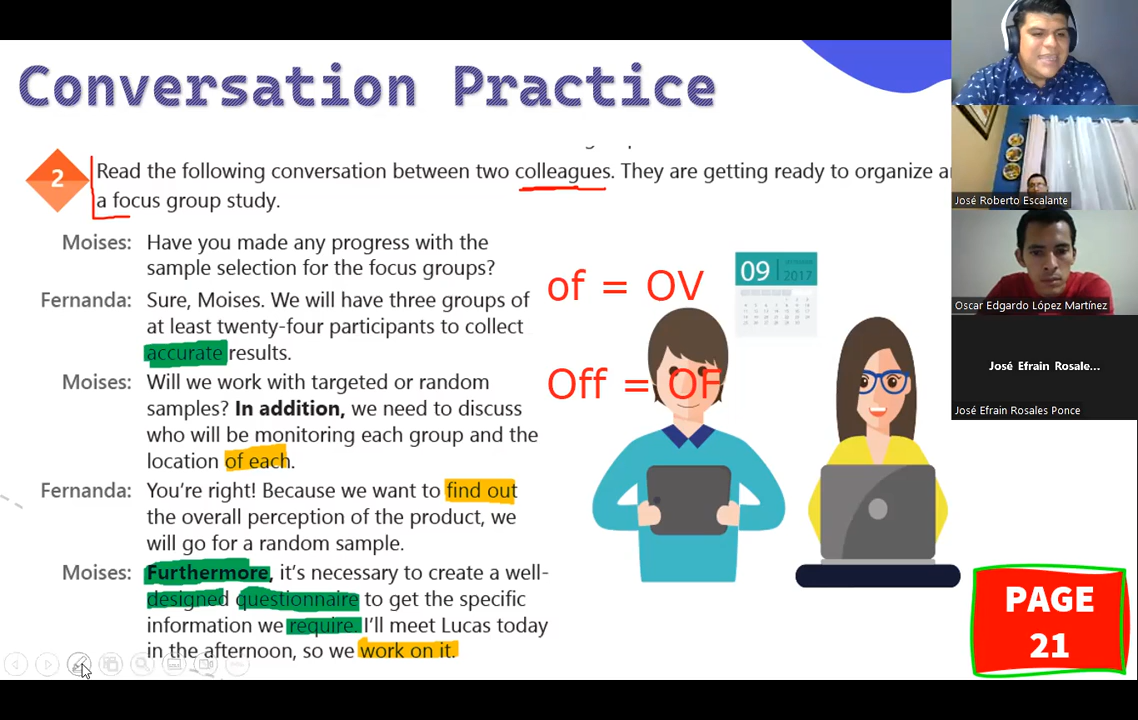 Conversation Practice
2
Read the following conversation between two colleagues. They are getting ready to organize
a focus group study.
Moises: Have you made any progress with the
sample selection for the focus groups?
Fernanda: Sure, Moises. We will have three groups of
at least twenty-four participants to collect
accurate results.
Moises: Will we work with targeted or random
samples? In addition, we need to discuss
who will be monitoring each group and the
location of each.
Fernanda: You're right! Because we want to find out
the overall perception of the product, we
will go for a random sample.
Moises: Furthermore, it's necessary to create a well-
designed questionnaire to get the specific
information we require. I'll meet Lucas today
in the afternoon, so we work on it.
of = OV
Off = OF
09
2017
PAGE
21
José Roberto Escalante
Oscar Edgardo López Martínez
José Efrain Rosale...
José Efrain Rosales Ponce